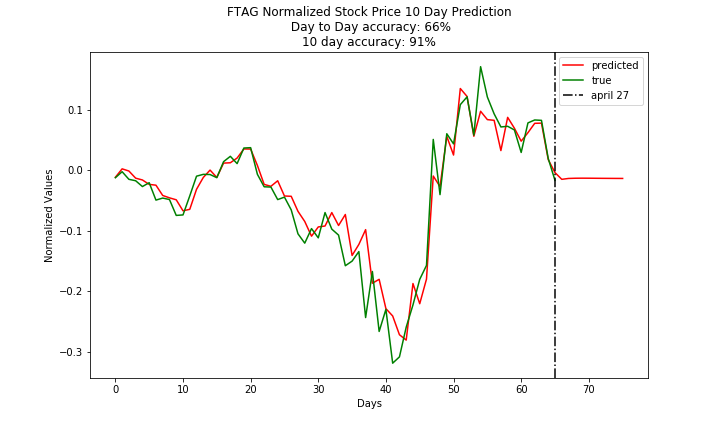 FTAG Normalized Stock Price 10 Day Prediction
Day to Day accuracy: 66%
10 day accuracy: 91%
predicted
true
april 27
0.1
0.0
−0.1
−0.2
−0.3
Normalized Values
0 10 20 30 40 50 60 70
Days